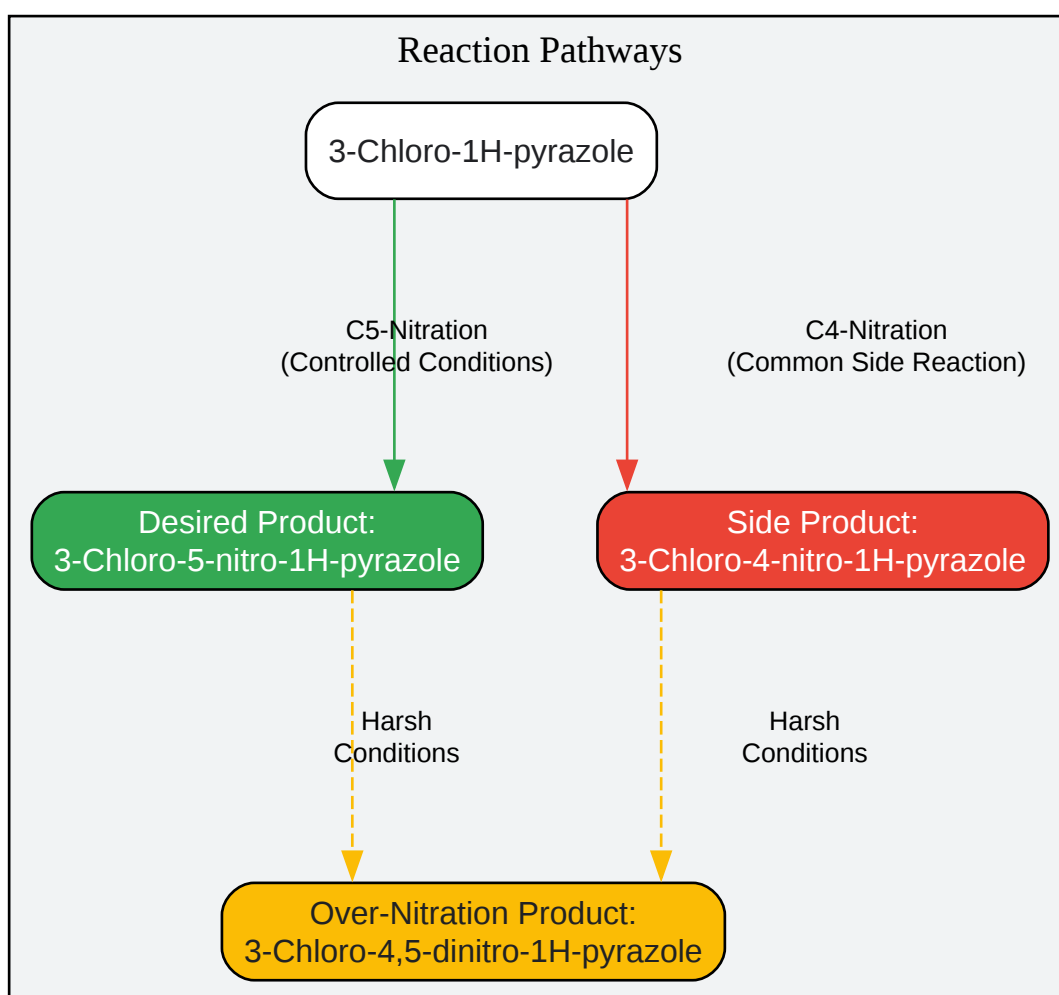 Reaction Pathways
3-Chloro-1H-pyrazole
C5-Nitration
(Controlled Conditions)
C4-Nitration
(Common Side Reaction)
Desired Product:
3-Chloro-5-nitro-1H-pyrazole
Side Product:
3-Chloro-4-nitro-1H-pyrazole
Harsh
Conditions
Harsh
Conditions
Over-Nitration Product:
3-Chloro-4,5-dinitro-1H-pyrazole